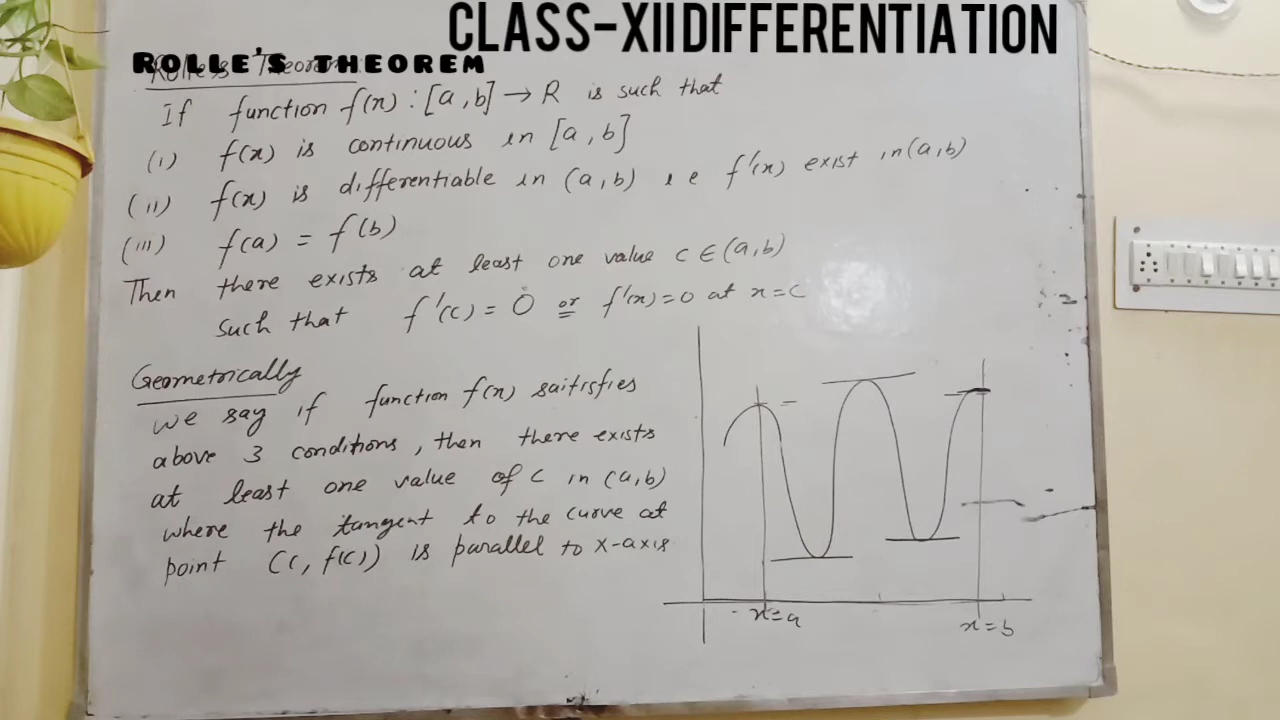 CLASS-XII DIFFERENTIATION
ROLLE'S THEOREM
Rolle's Theorem:
If function f(x) : [a, b] → R is such that
(i) f(x) is continuous in [a, b]
(ii) f(x) is differentiable in (a, b) i e f'(x) exist in (a, b)
(iii) f(a) = f(b)
Then there exists at least one value c ∈ (a, b)
such that f'(c) = 0 or f'(x) = 0 at x = c
Geometrically
we say if function f(x) saitisfies
above 3 conditions, then there exists
at least one value of c in (a, b)
where the tangent to the curve at
point (c, f(c)) is parallel to x-axis
x = a
x = b